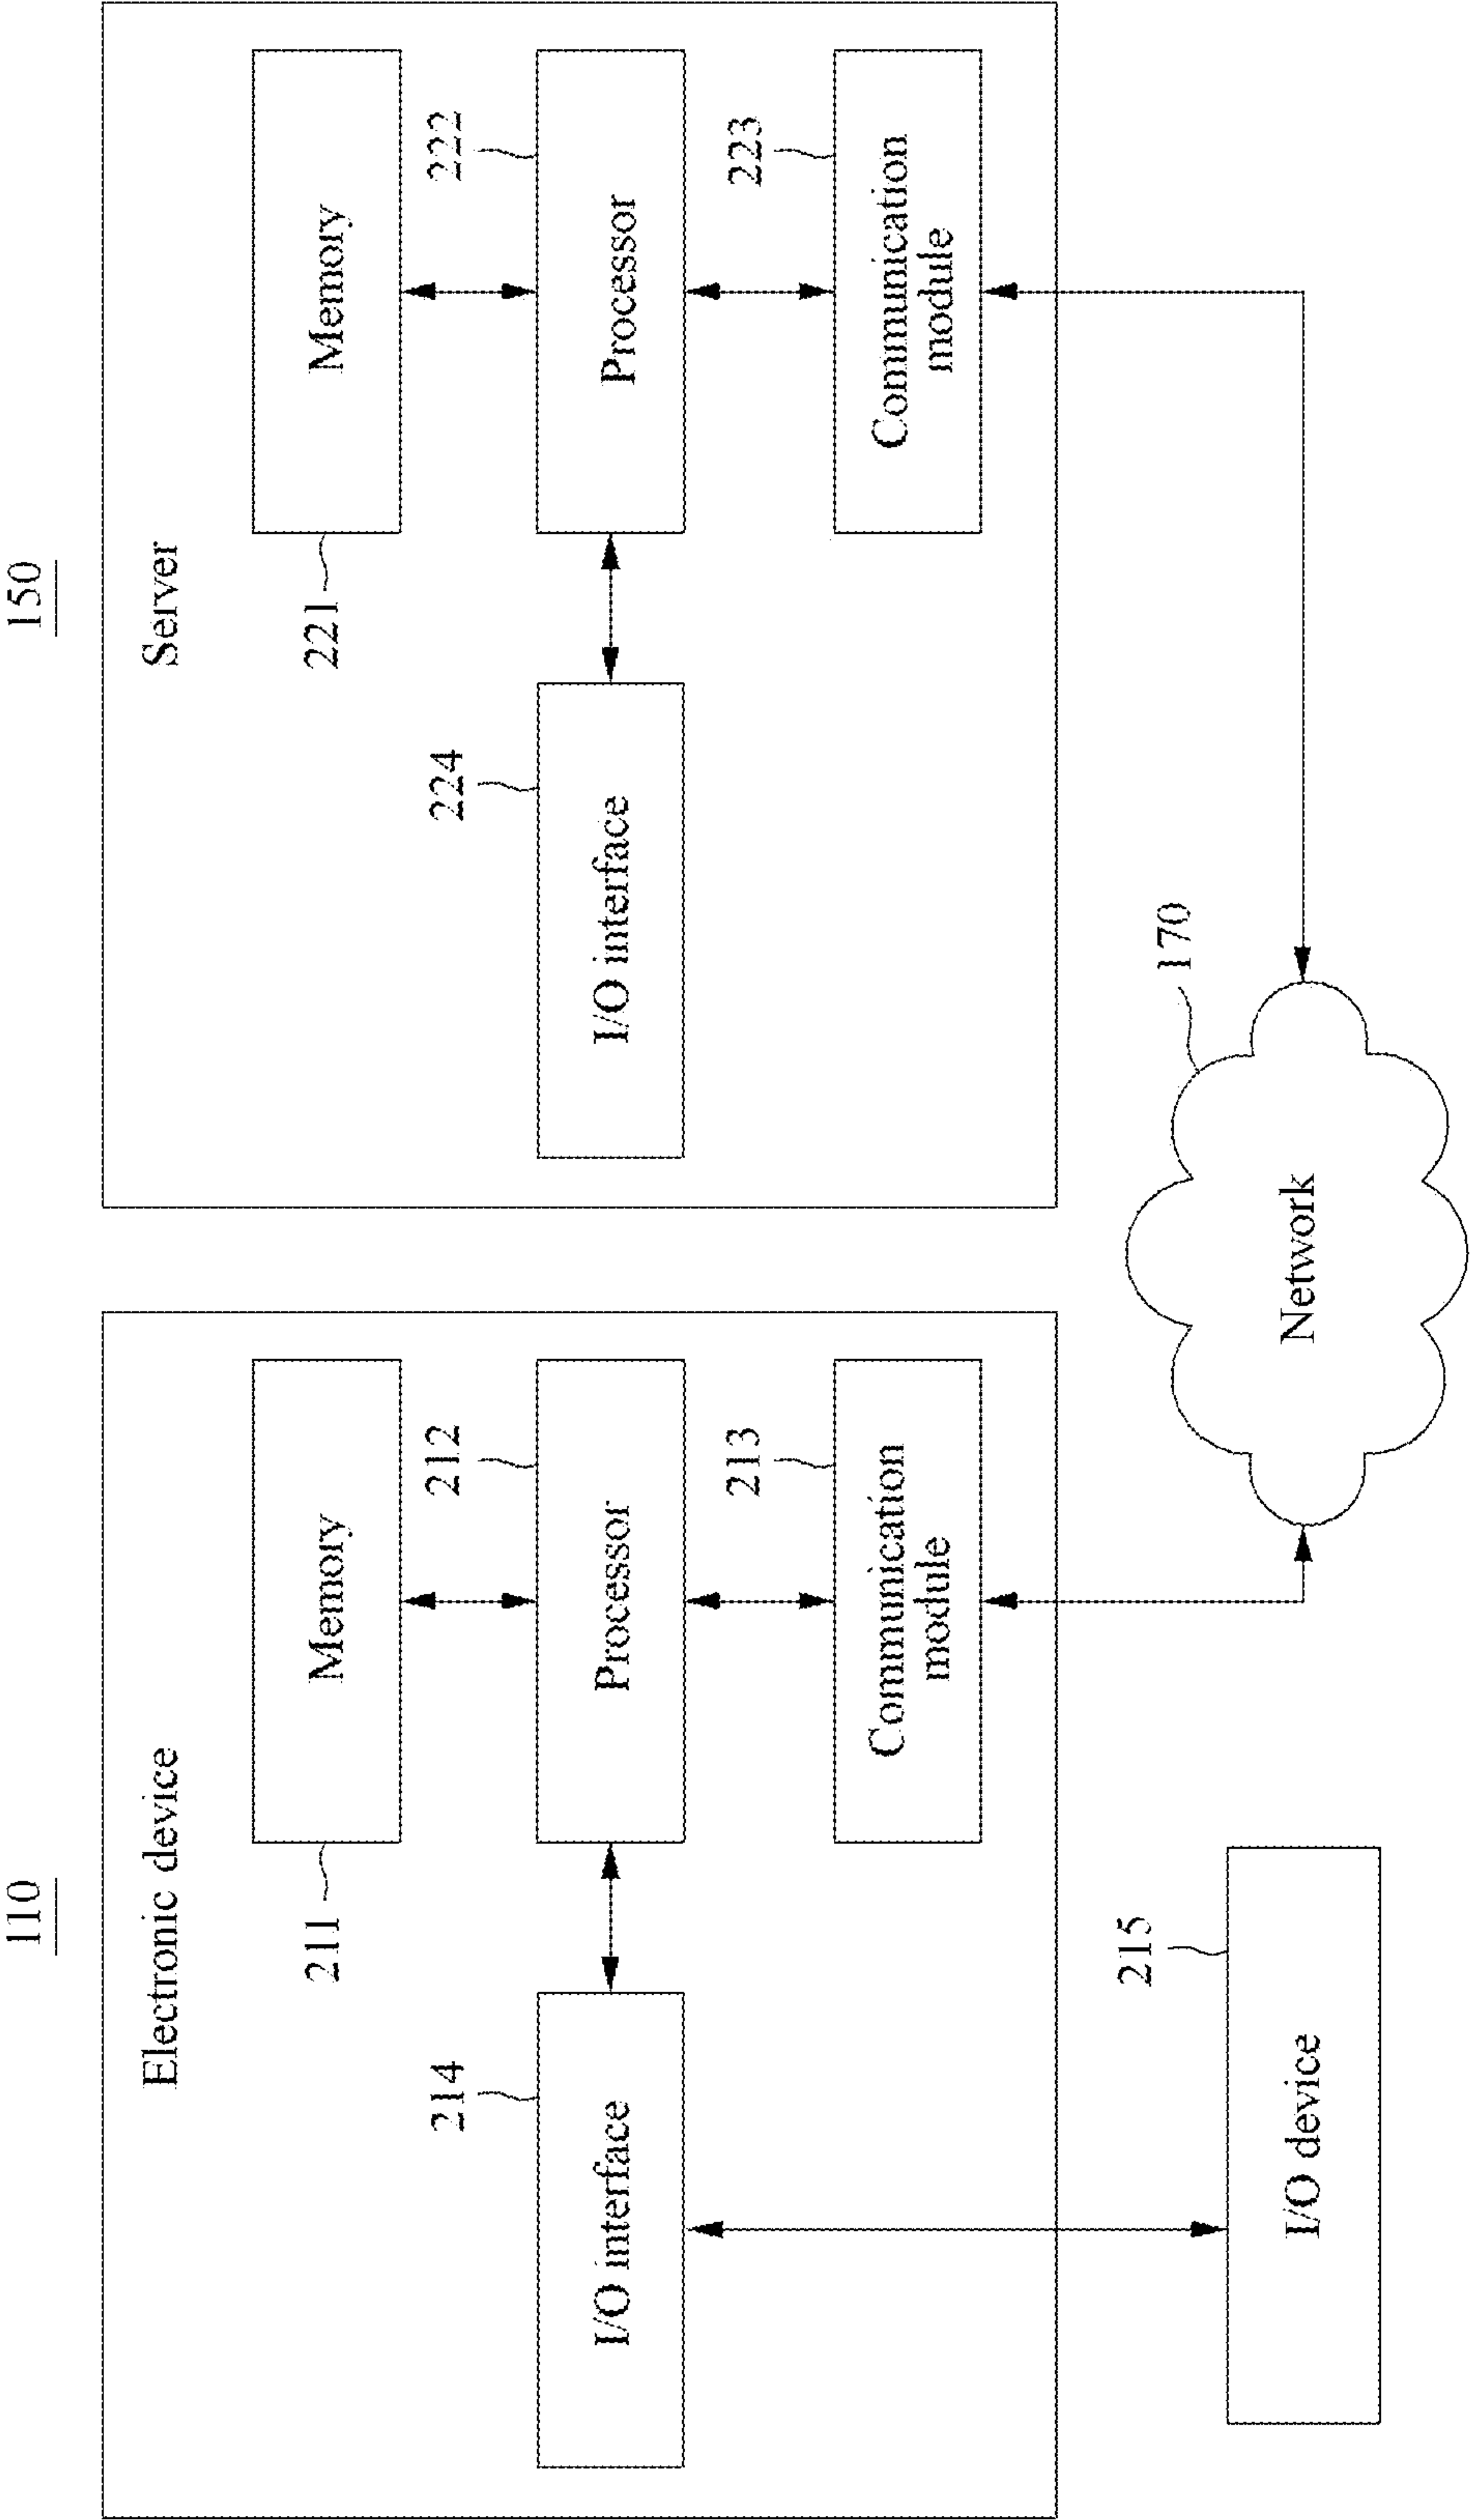 110
Electronic device
211
Memory
212
214
I/O interface
Processor
213
Communication
module
215
I/O device
150
Server
221
Memory
222
224
I/O interface
Processor
223
Communication
module
170
Network